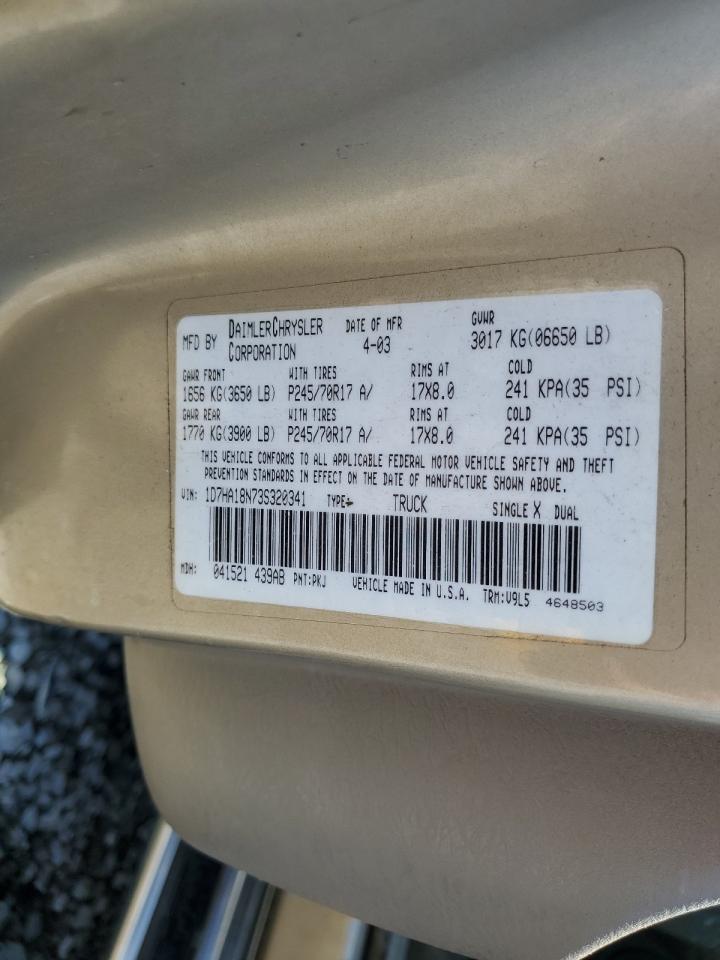 MFD BY DAIMLERCHRYSLER CORPORATION DATE OF MFR 4-03 GVWR 3017 KG(06650 LB)
GAWR FRONT WITH TIRES RIMS AT COLD
1656 KG(3650 LB) P245/70R17 A/ 17X8.0 241 KPA(35 PSI)
GAWR REAR WITH TIRES RIMS AT COLD
1770 KG(3900 LB) P245/70R17 A/ 17X8.0 241 KPA(35 PSI)
THIS VEHICLE CONFORMS TO ALL APPLICABLE FEDERAL MOTOR VEHICLE SAFETY AND THEFT
PREVENTION STANDARDS IN EFFECT ON THE DATE OF MANUFACTURE SHOWN ABOVE.
VIN: 1D7HA18N73S320341 TYPE: TRUCK SINGLE X DUAL
MDH: 041521 439AB PNT:PKJ VEHICLE MADE IN U.S.A. TRM:V9L5 4648503